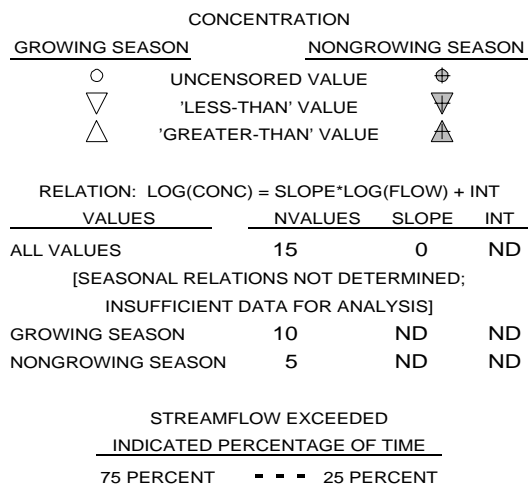 CONCENTRATION
GROWING SEASON NONGROWING SEASON
UNCENSORED VALUE
'LESS-THAN' VALUE
'GREATER-THAN' VALUE
RELATION: LOG(CONC) = SLOPE*LOG(FLOW) + INT
VALUES NVALUES SLOPE INT
ALL VALUES 15 0 ND
[SEASONAL RELATIONS NOT DETERMINED;
INSUFFICIENT DATA FOR ANALYSIS]
GROWING SEASON 10 ND ND
NONGROWING SEASON 5 ND ND
STREAMFLOW EXCEEDED
INDICATED PERCENTAGE OF TIME
75 PERCENT - - - 25 PERCENT